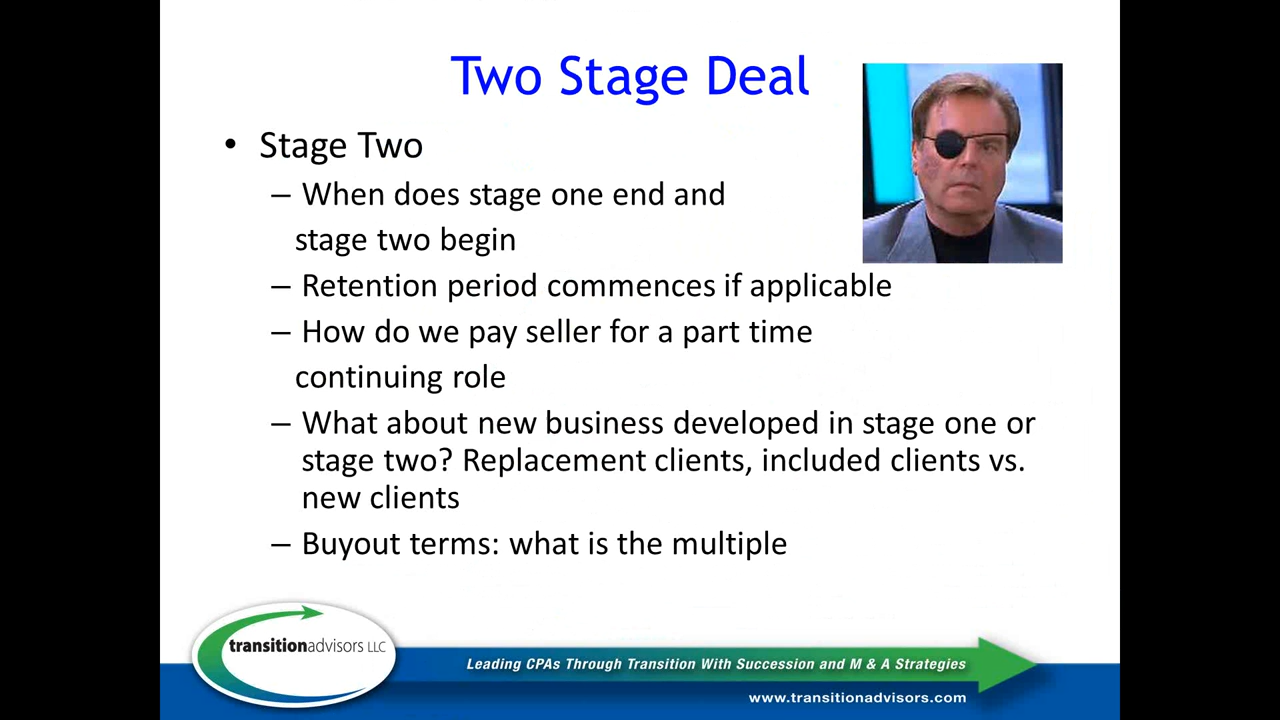 Two Stage Deal
• Stage Two
– When does stage one end and
stage two begin
– Retention period commences if applicable
– How do we pay seller for a part time
continuing role
– What about new business developed in stage one or
stage two? Replacement clients, included clients vs.
new clients
– Buyout terms: what is the multiple
transitionadvisors LLC
Leading CPAs Through Transition With Succession and M & A Strategies
www.transitionadvisors.com